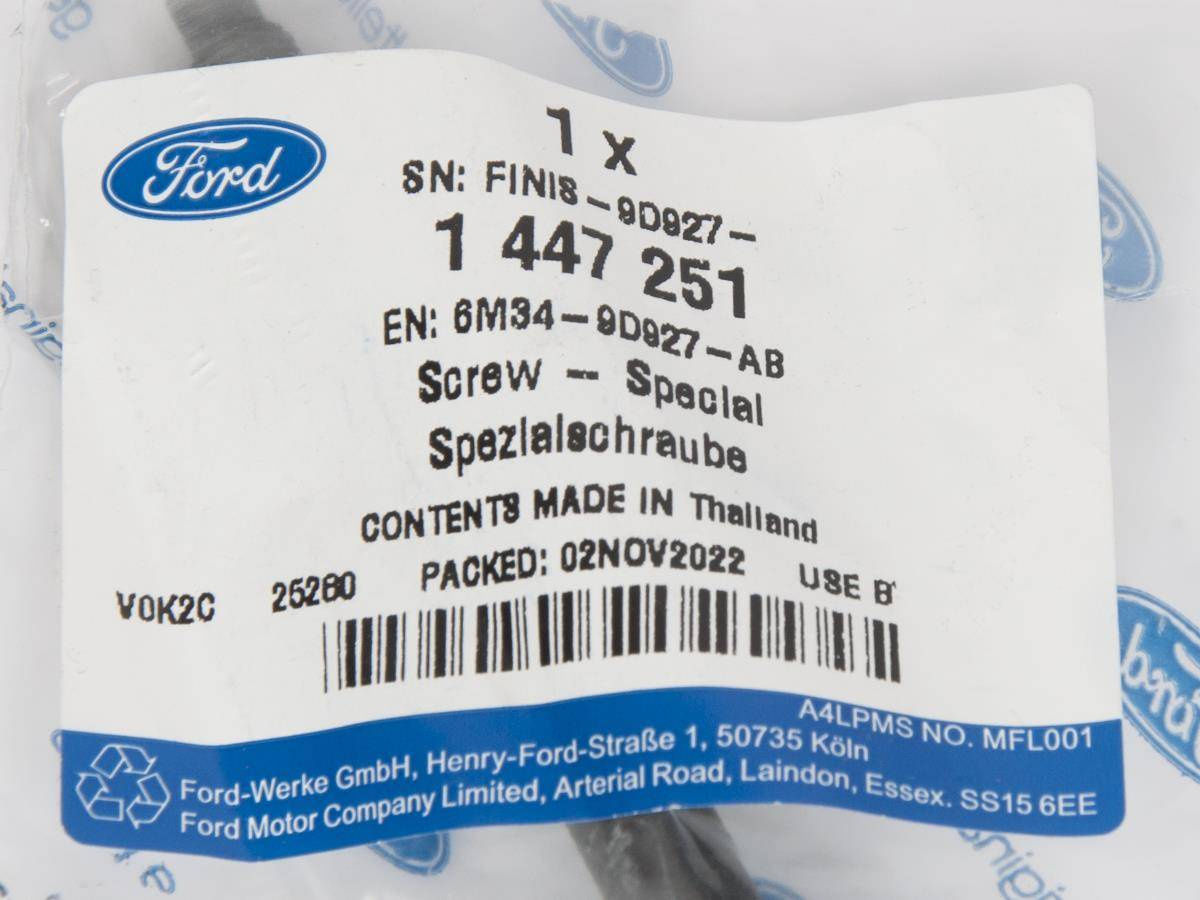 Ford
1 x
SN: FINIS-9D927-
1 447 251
EN: 6M34-9D927-AB
Screw - Special
Spezialschraube
CONTENTS MADE IN Thailand
PACKED: 02NOV2022
V0K2C 25280 USE B
A4LPMS NO. MFL001
Ford-Werke GmbH, Henry-Ford-Straße 1, 50735 Köln
Ford Motor Company Limited, Arterial Road, Laindon, Essex. SS15 6EE
Ford